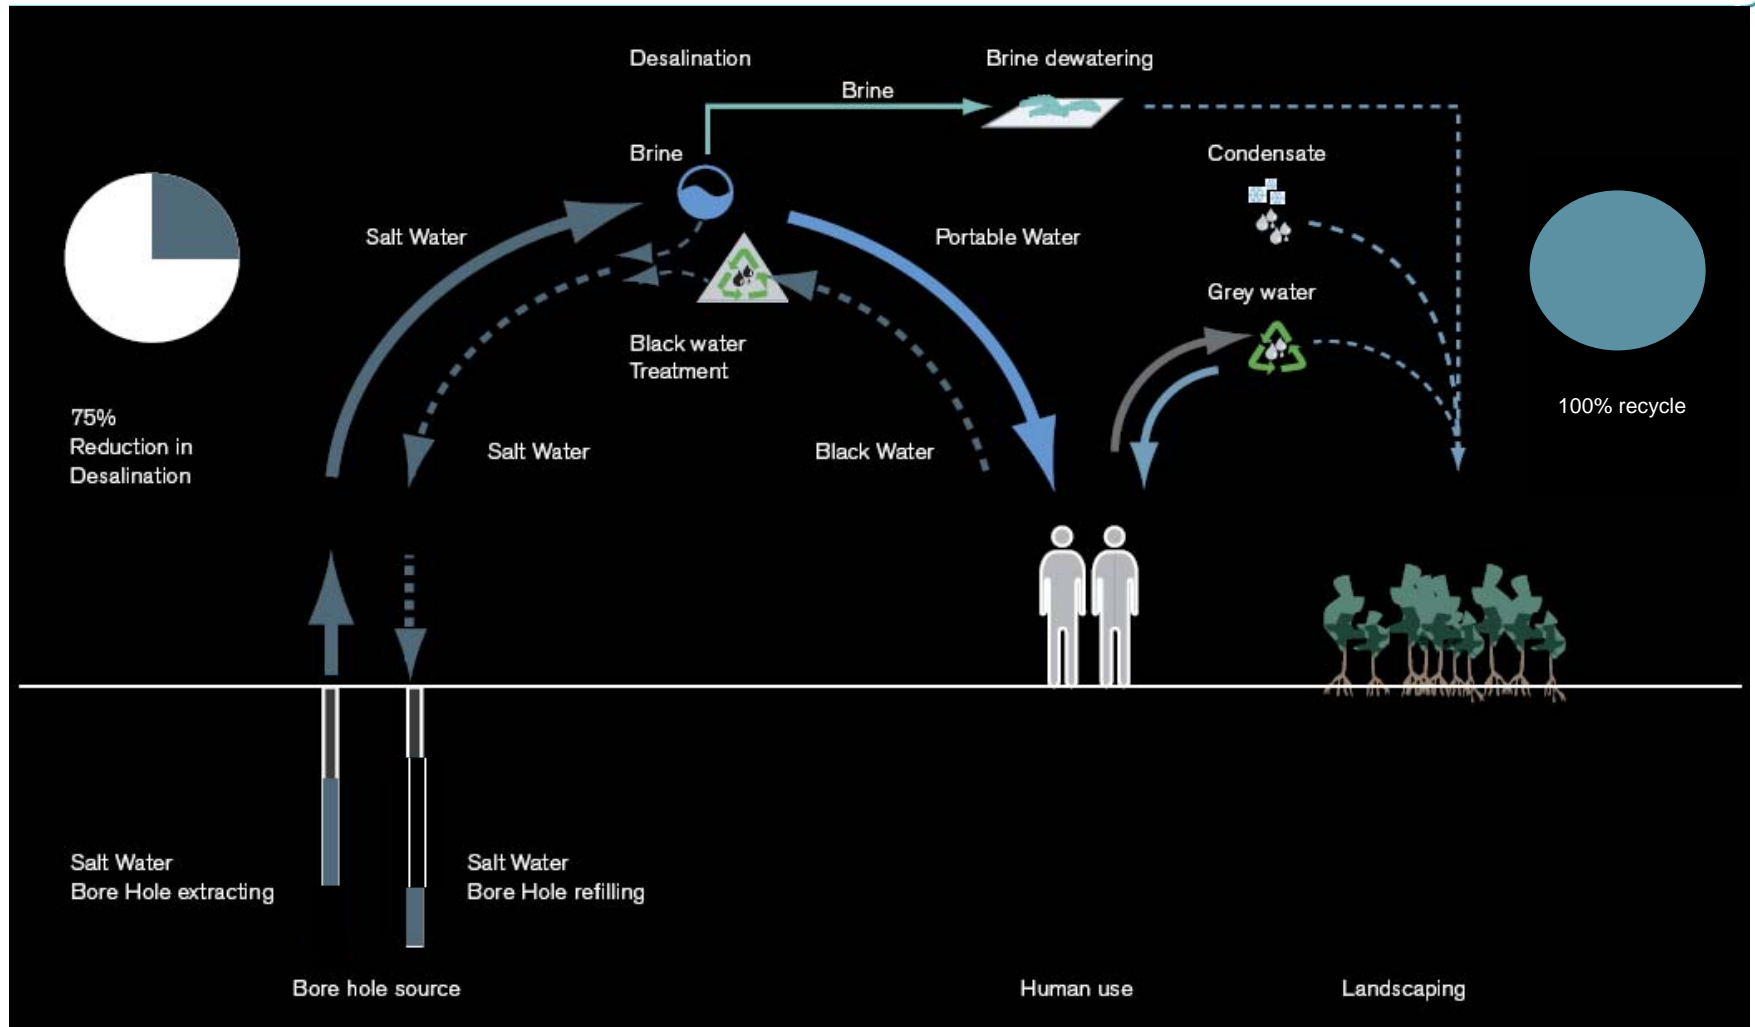 Desalination
Brine dewatering
Brine
Brine
Condensate
Salt Water
Portable Water
Grey water
Black water
Treatment
100% recycle
75%
Reduction in
Desalination
Salt Water
Black Water
Salt Water
Bore Hole extracting
Salt Water
Bore Hole refilling
Bore hole source
Human use
Landscaping